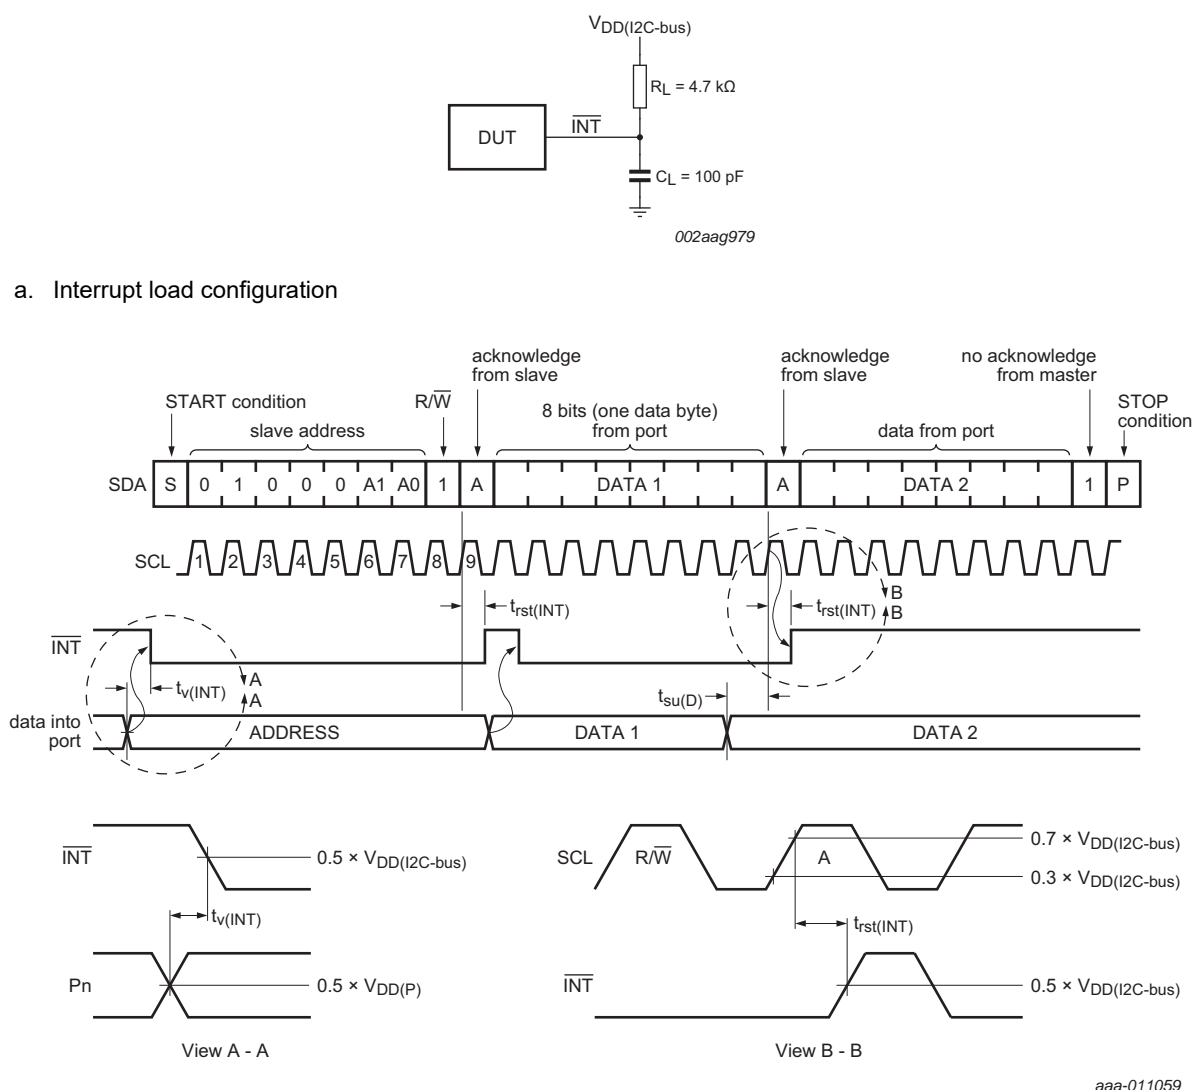 VDD(I2C-bus)
RL = 4.7 kΩ
DUT
INT
CL = 100 pF
002aag979
a. Interrupt load configuration
acknowledge
from slave
acknowledge
from slave
no acknowledge
from master
START condition
R/W
8 bits (one data byte)
from port
STOP
condition
slave address
data from port
SDA S 0 1 0 0 0 A1 A0 1 A DATA 1 A DATA 2 1 P
SCL 1 2 3 4 5 6 7 8 9
B
B
trst(INT)
trst(INT)
INT
A
A
tv(INT)
tsu(D)
data into
port
ADDRESS
DATA 1
DATA 2
INT
0.5 × VDD(I2C-bus)
tv(INT)
Pn
0.5 × VDD(P)
View A - A
SCL
R/W
A
0.7 × VDD(I2C-bus)
0.3 × VDD(I2C-bus)
trst(INT)
INT
0.5 × VDD(I2C-bus)
View B - B
aaa-011059